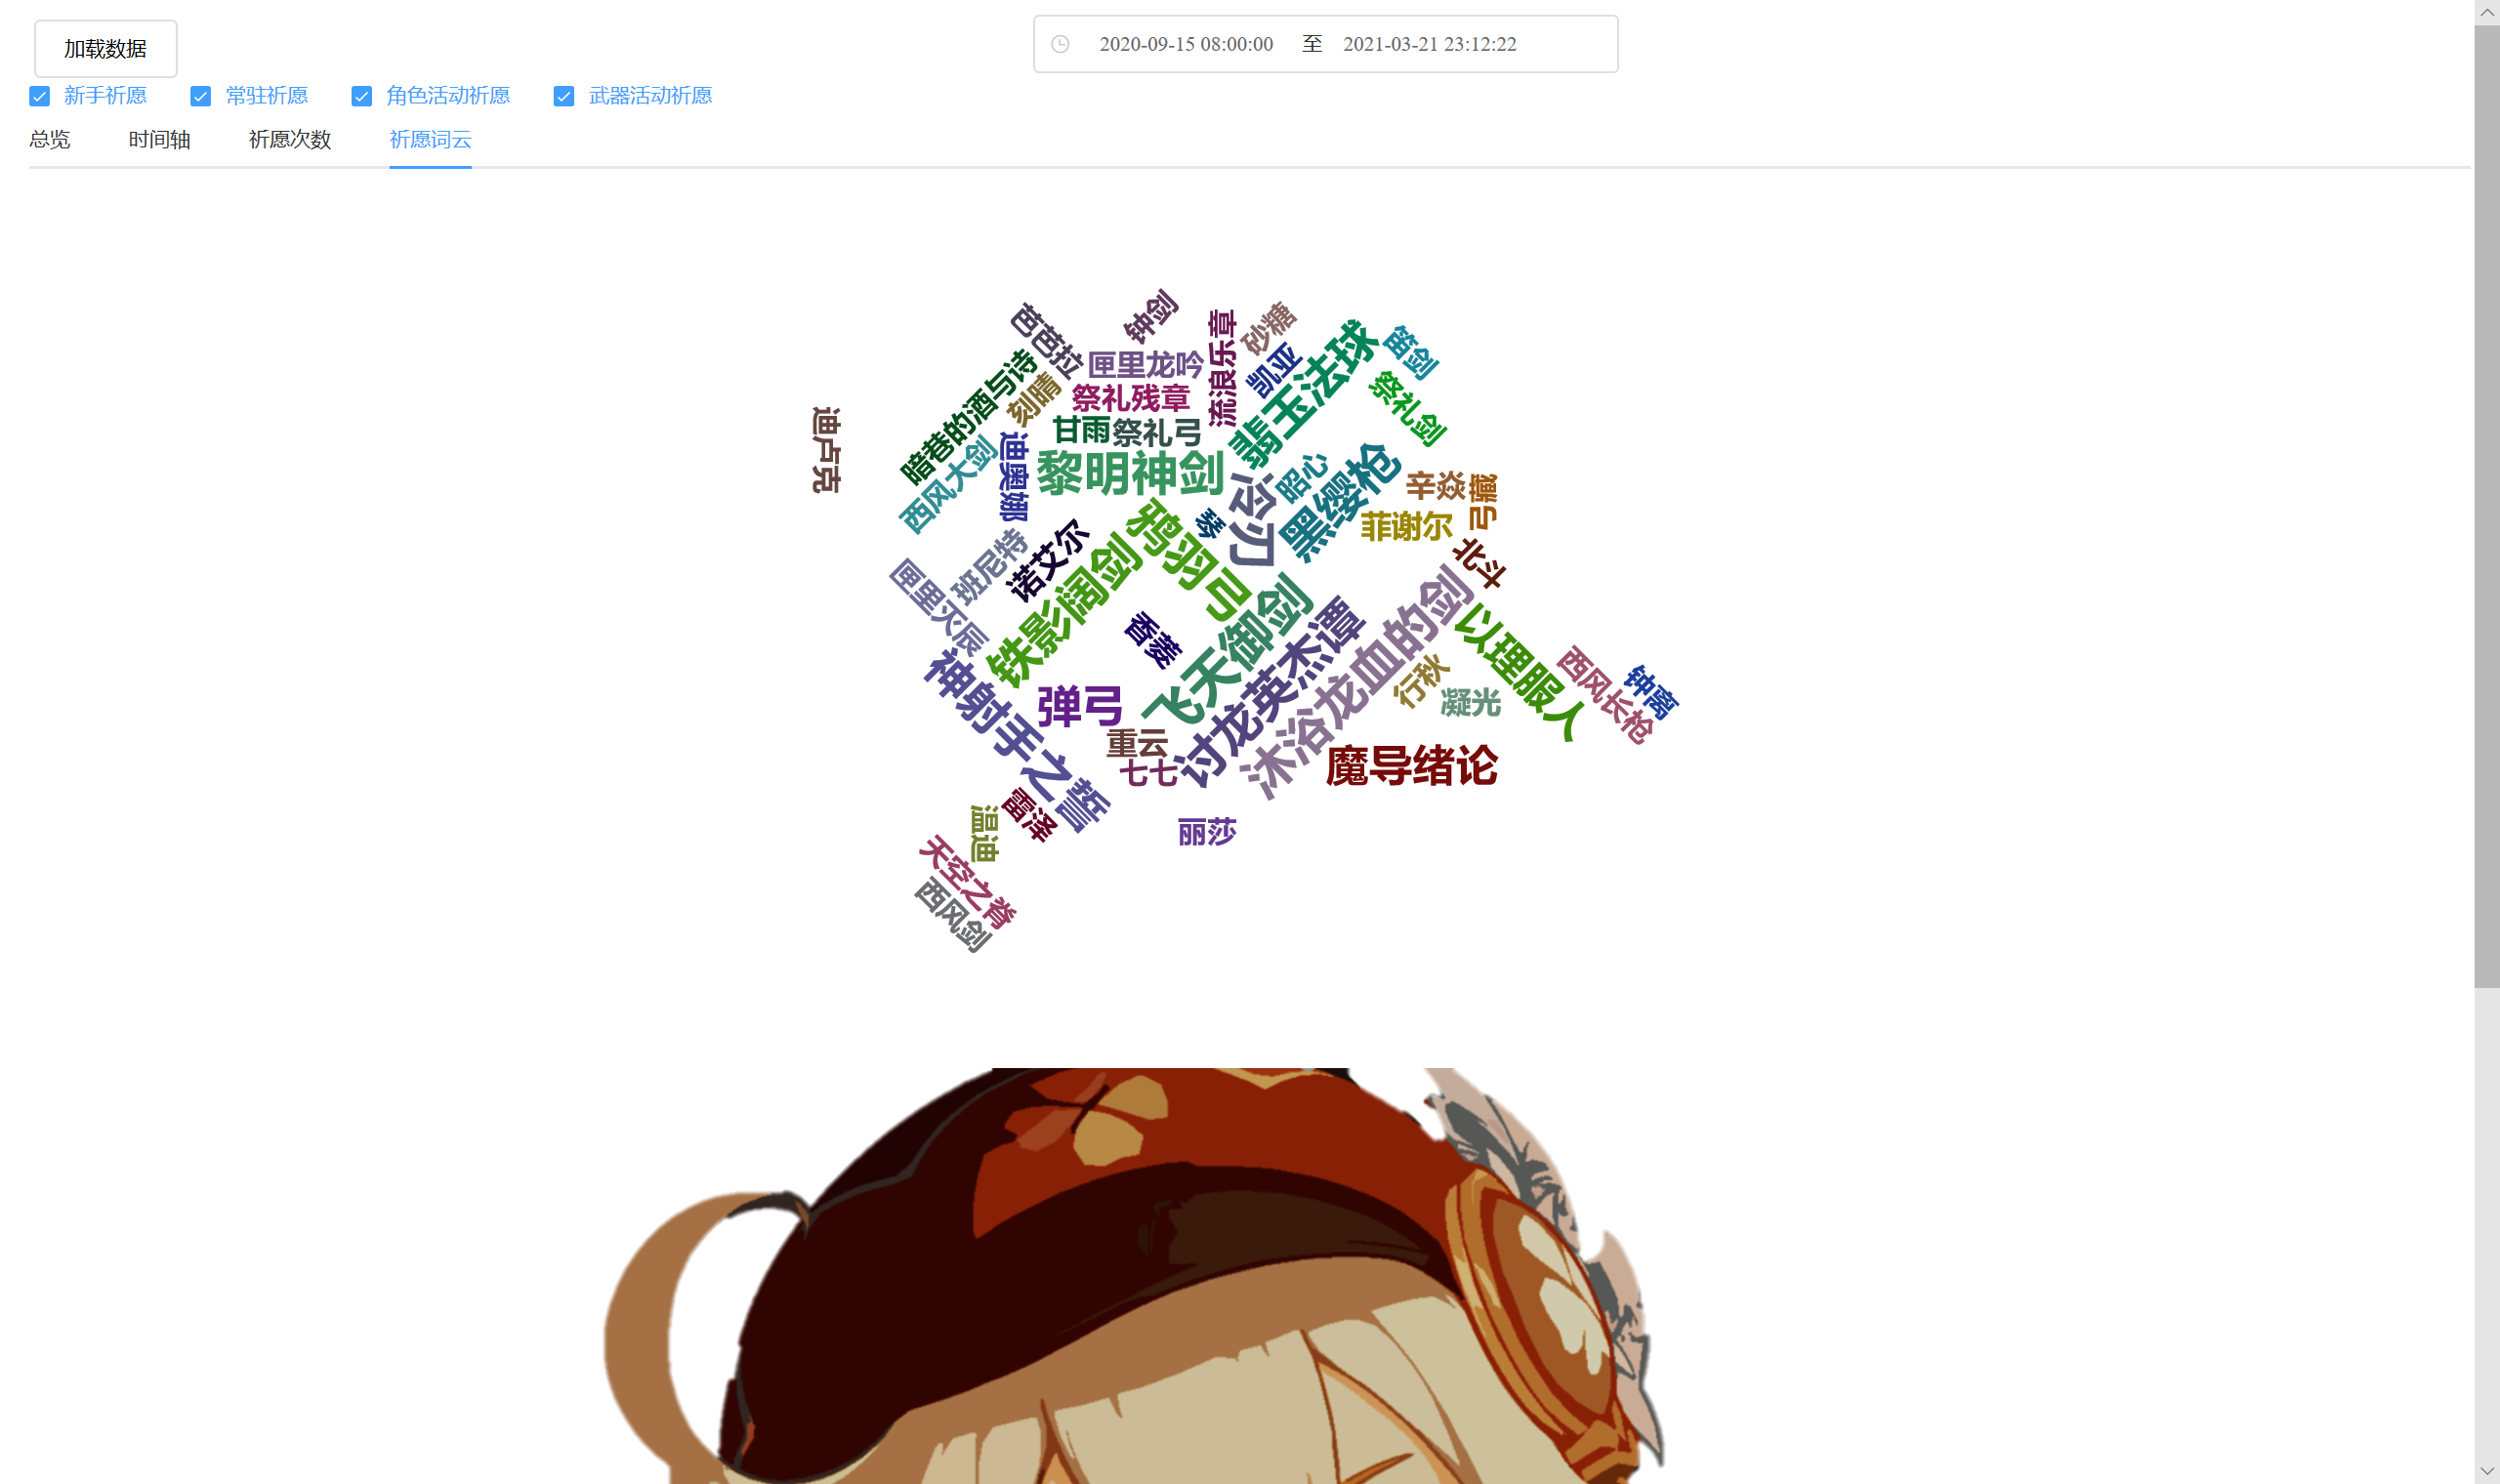 加载数据
2020-09-15 08:00:00 至 2021-03-21 23:12:22
新手祈愿 常驻祈愿 角色活动祈愿 武器活动祈愿
总览 时间轴 祈愿次数 祈愿词云
芭芭拉
钟剑
流浪乐章
砂糖
笛剑
匣里龙吟
凯亚
翡玉法球
暗巷的酒与诗
刻晴
祭礼残章
祭礼剑
迪卢克
甘雨
祭礼弓
西风大剑
迪奥娜
黎明神剑
冷刃
昭心
黑缨枪
辛焱
弓藏
鸦羽弓
琴
菲谢尔
班尼特
诺艾尔
北斗
匣里灭辰
铁影阔剑
香菱
飞天御剑
讨龙英杰谭
沐浴龙血的剑
以理服人
神射手之誓
弹弓
行秋
凝光
西风长枪
钟离
重云
七七
魔导绪论
雷泽
温迪
丽莎
天空之脊
西风剑